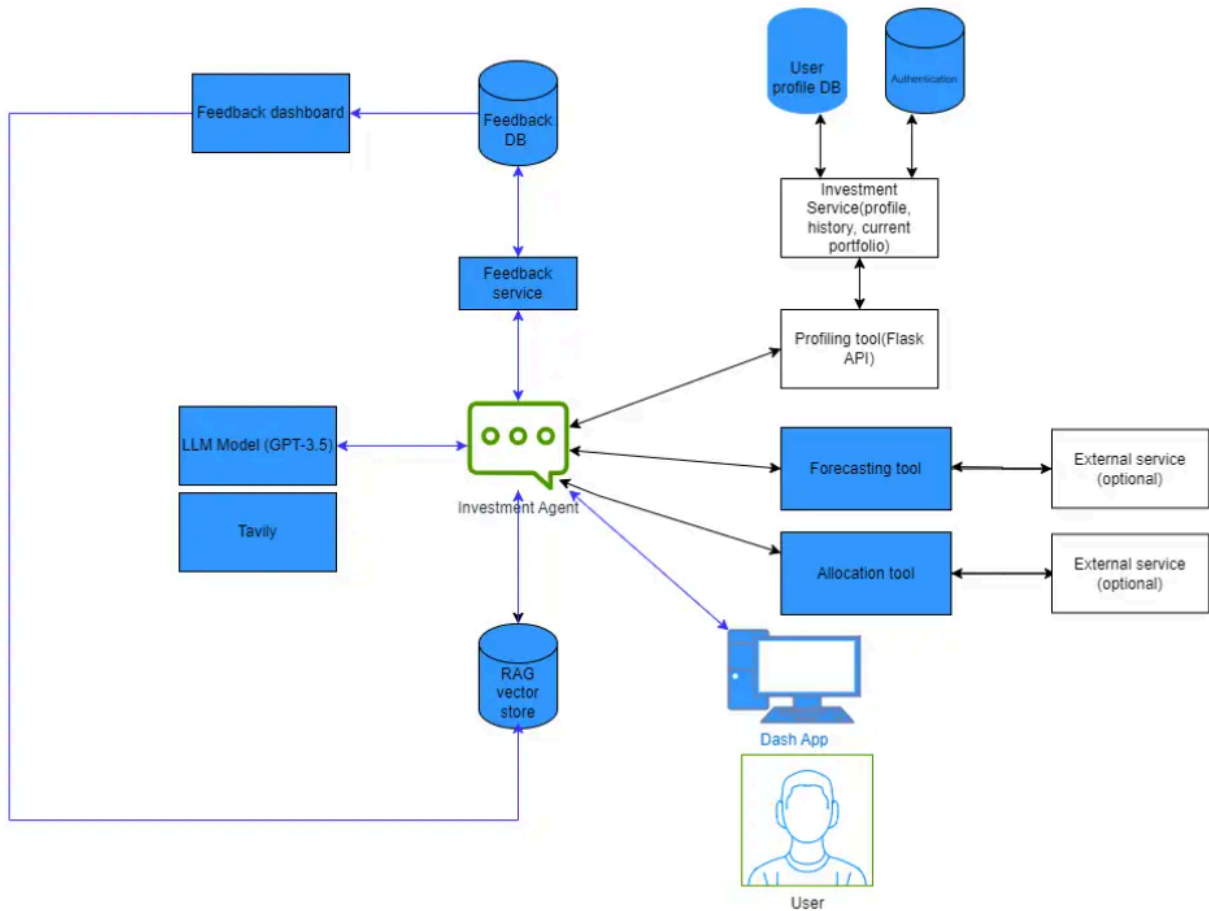 User
profile DB
Authentication
Feedback dashboard
Feedback
DB
Investment
Service(profile,
history, current
portfolio)
Feedback
service
Profiling tool(Flask
API)
LLM Model (GPT-3.5)
Tavily
Investment Agent
Forecasting tool
External service
(optional)
Allocation tool
External service
(optional)
RAG
vector
store
Dash App
User